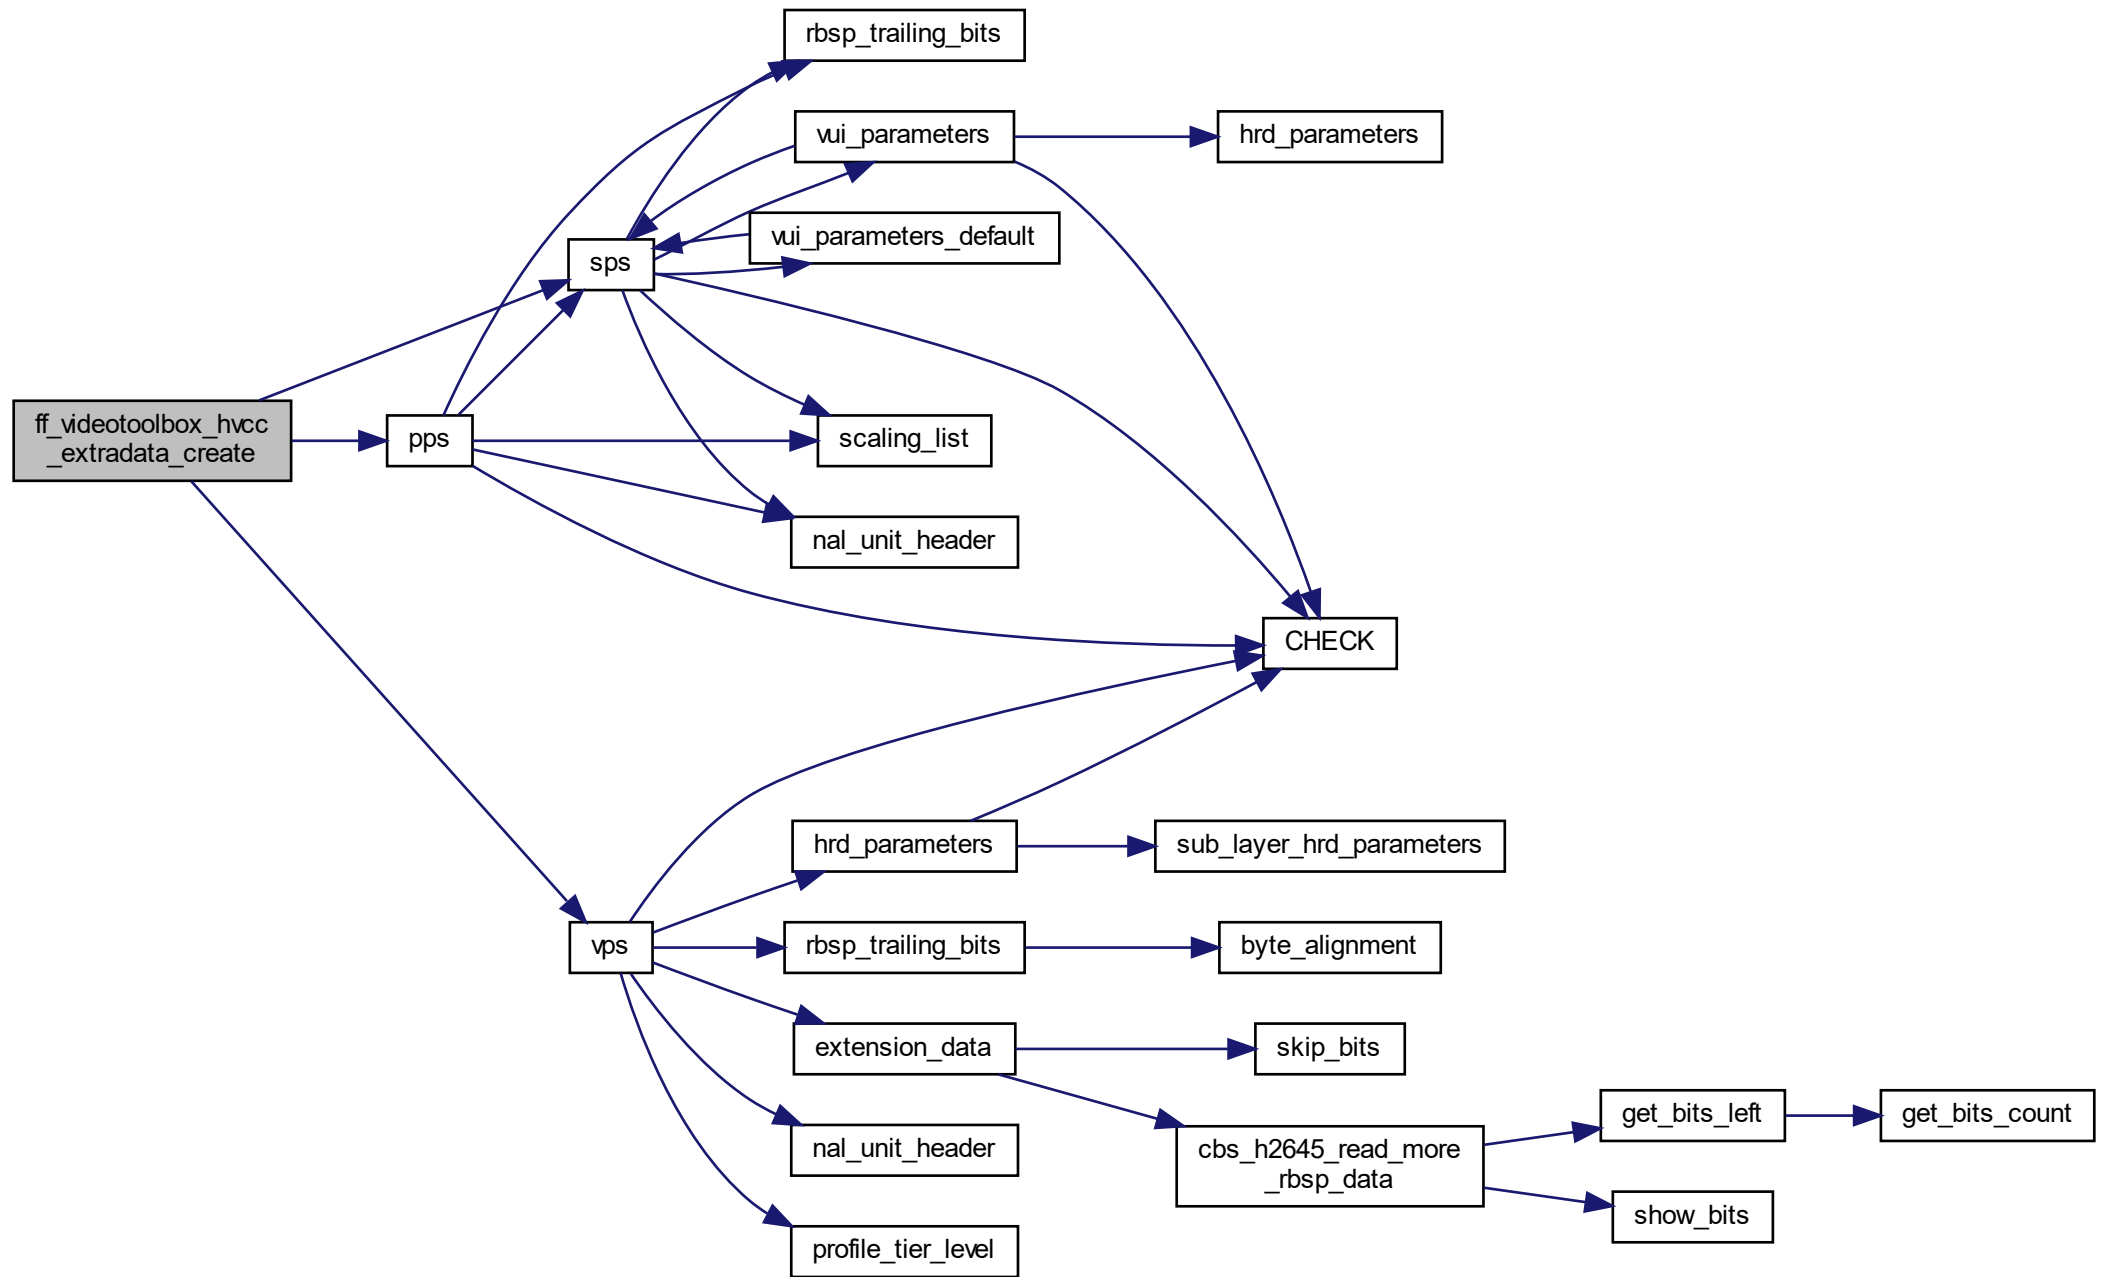 rbsp_trailing_bits
vui_parameters
hrd_parameters
vui_parameters_default
sps
ff_videotoolbox_hvcc
_extradata_create
pps
scaling_list
nal_unit_header
CHECK
hrd_parameters
sub_layer_hrd_parameters
vps
rbsp_trailing_bits
byte_alignment
extension_data
skip_bits
cbs_h2645_read_more
_rbsp_data
get_bits_left
get_bits_count
nal_unit_header
show_bits
profile_tier_level